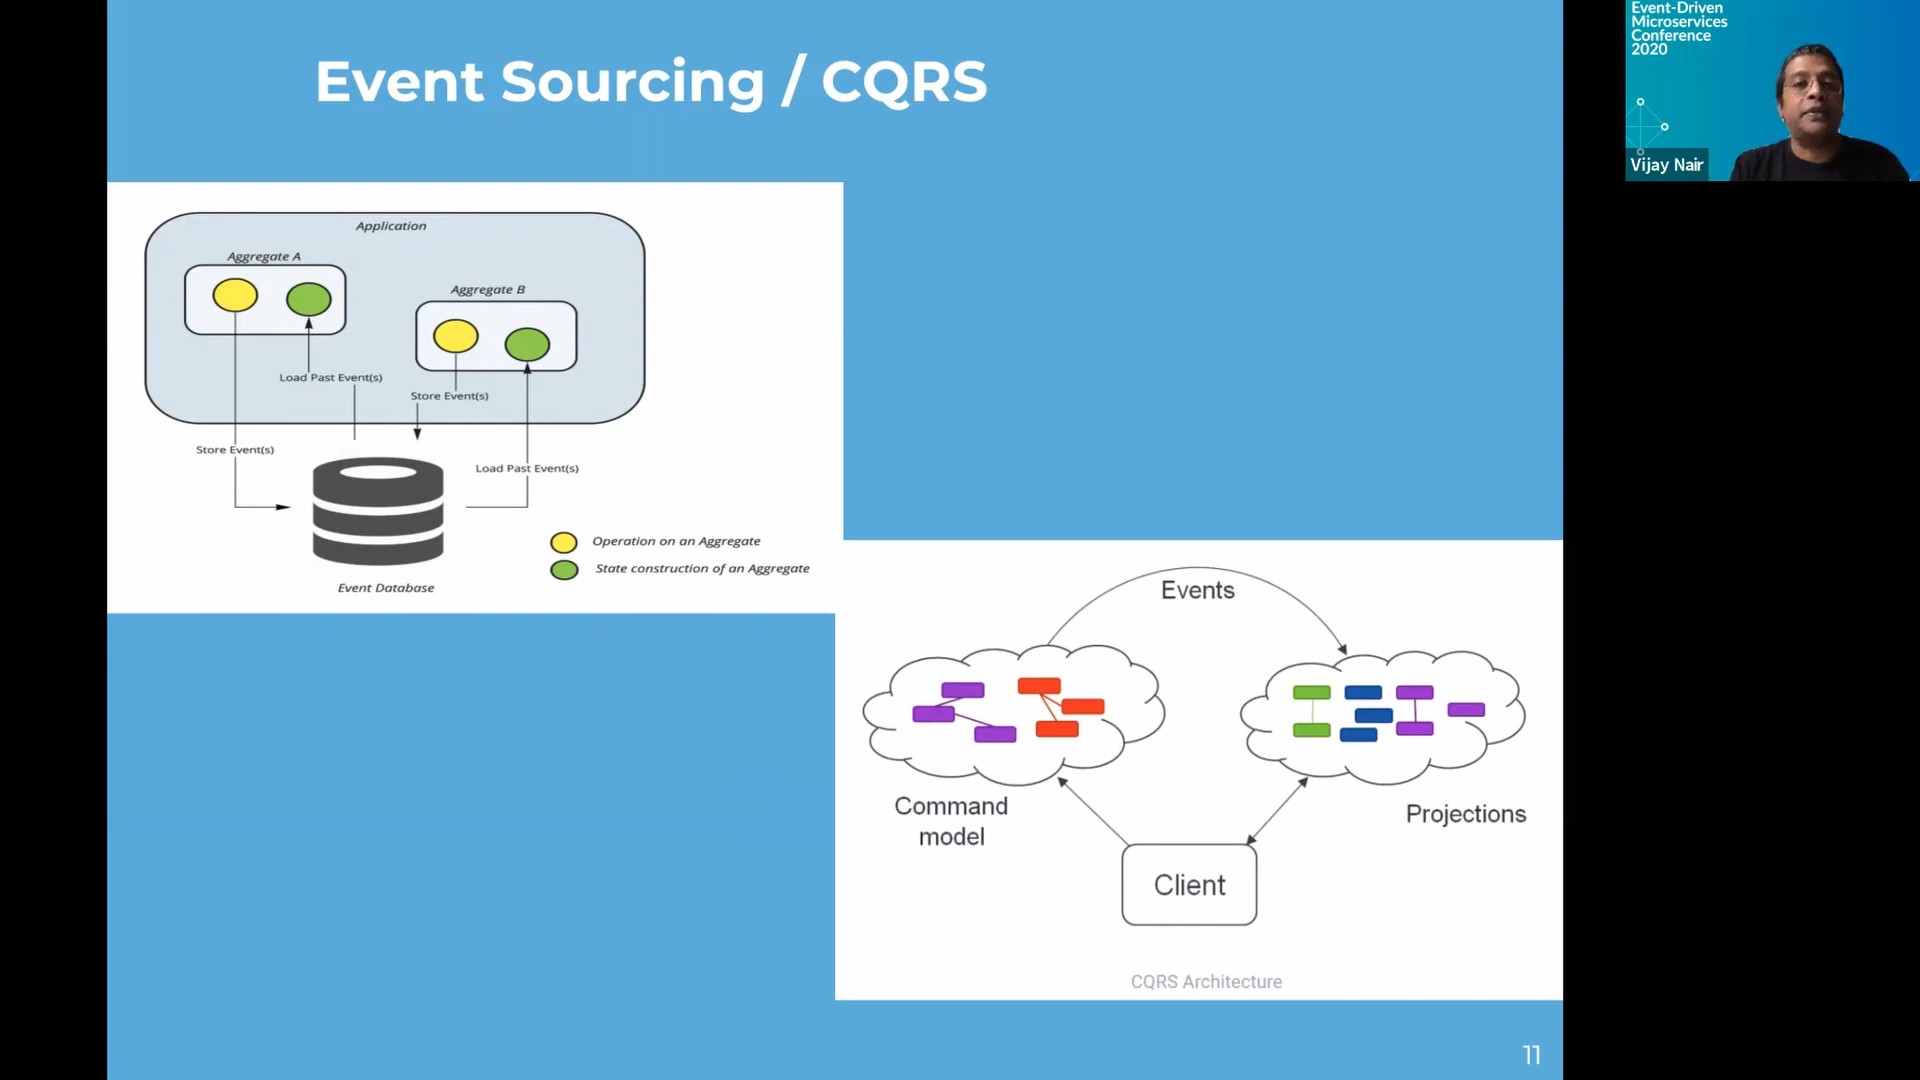 Event Sourcing / CQRS
Event-Driven
Microservices
Conference
2020
Vijay Nair
Application
Aggregate A
Aggregate B
Load Past Event(s)
Store Event(s)
Store Event(s)
Load Past Event(s)
Operation on an Aggregate
State construction of an Aggregate
Event Database
Events
Command
model
Projections
Client
CQRS Architecture
11